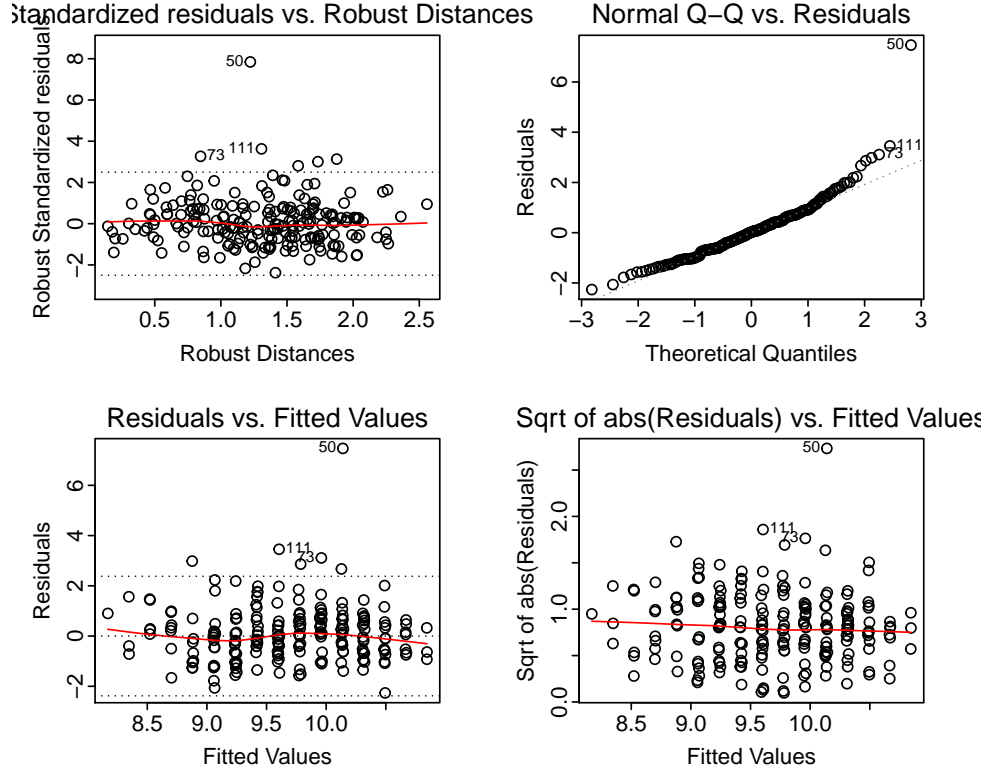 Standardized residuals vs. Robust Distances
Robust Standardized residuals
8
6
4
2
0
−2
50
73
111
0.5 1.0 1.5 2.0 2.5
Robust Distances
Normal Q−Q vs. Residuals
Residuals
6
4
2
0
−2
50
111
73
−3 −2 −1 0 1 2 3
Theoretical Quantiles
Residuals vs. Fitted Values
Residuals
6
4
2
0
−2
50
111
73
8.5 9.0 9.5 10.0
Fitted Values
Sqrt of abs(Residuals) vs. Fitted Values
Sqrt of abs(Residuals)
2.0
1.0
0.0
50
111
73
8.5 9.0 9.5 10.0
Fitted Values